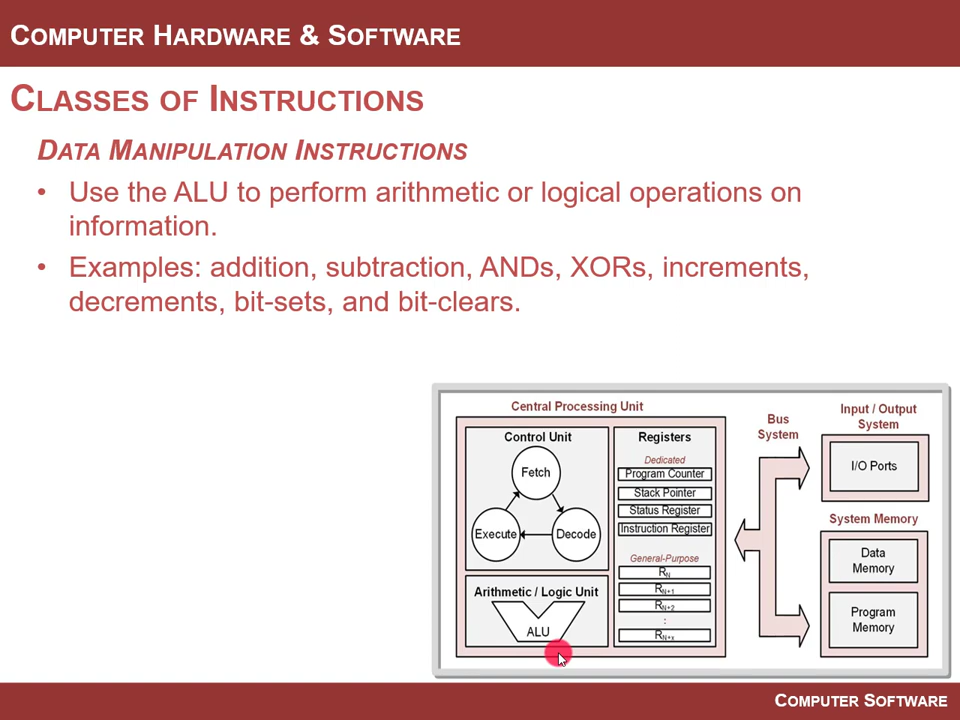 COMPUTER HARDWARE & SOFTWARE
CLASSES OF INSTRUCTIONS
DATA MANIPULATION INSTRUCTIONS
• Use the ALU to perform arithmetic or logical operations on
information.
• Examples: addition, subtraction, ANDs, XORs, increments,
decrements, bit-sets, and bit-clears.
Central Processing Unit
Control Unit
Fetch
Execute
Decode
Arithmetic / Logic Unit
ALU
Registers
Dedicated
Program Counter
Stack Pointer
Status Register
Instruction Register
General-Purpose
RN
RN+1
RN+2
:
RN+x
Bus
System
Input / Output
System
I/O Ports
System Memory
Data
Memory
Program
Memory
COMPUTER SOFTWARE